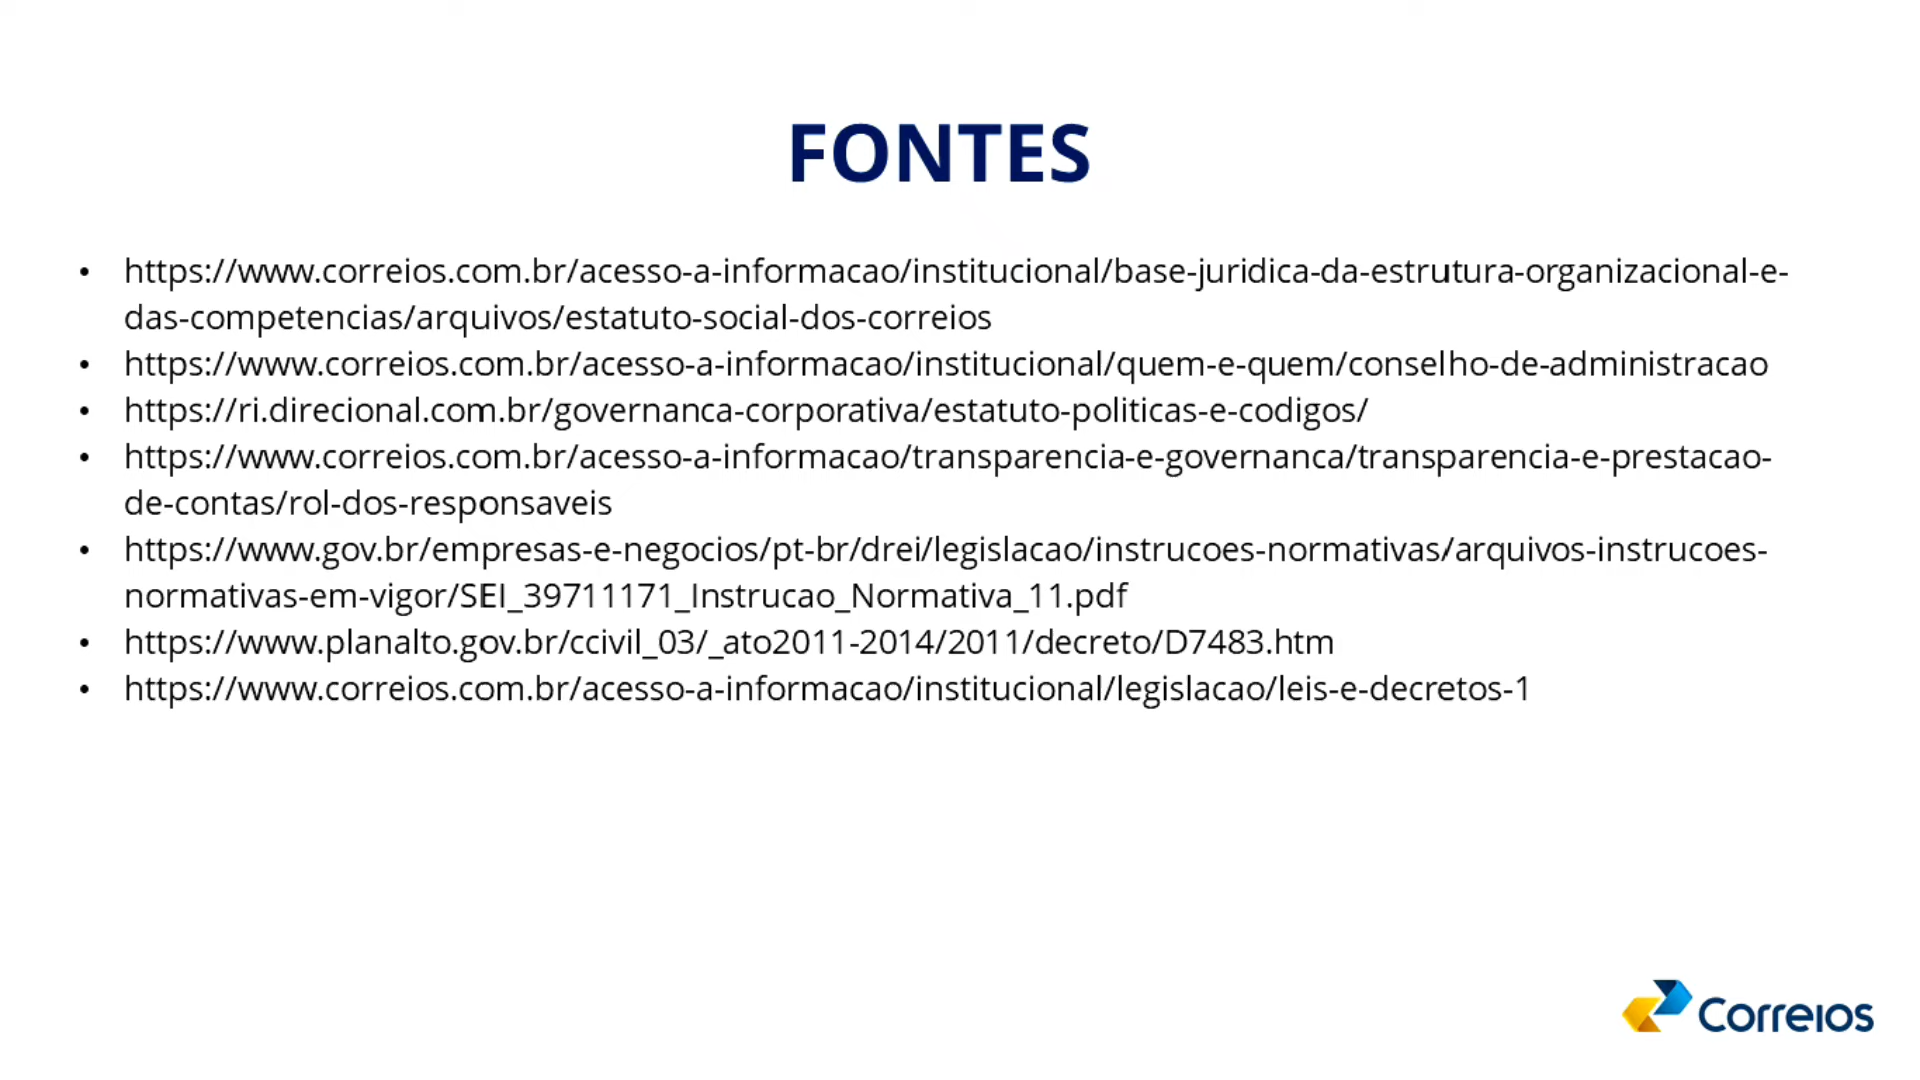 FONTES
• https://www.correios.com.br/acesso-a-informacao/institucional/base-juridica-da-estrutura-organizacional-e-
das-competencias/arquivos/estatuto-social-dos-correios
• https://www.correios.com.br/acesso-a-informacao/institucional/quem-e-quem/conselho-de-administracao
• https://ri.direcional.com.br/governanca-corporativa/estatuto-politicas-e-codigos/
• https://www.correios.com.br/acesso-a-informacao/transparencia-e-governanca/transparencia-e-prestacao-
de-contas/rol-dos-responsaveis
• https://www.gov.br/empresas-e-negocios/pt-br/drei/legislacao/instrucoes-normativas/arquivos-instrucoes-
normativas-em-vigor/SEI_39711171_Instrucao_Normativa_11.pdf
• https://www.planalto.gov.br/ccivil_03/_ato2011-2014/2011/decreto/D7483.htm
• https://www.correios.com.br/acesso-a-informacao/institucional/legislacao/leis-e-decretos-1
Correios